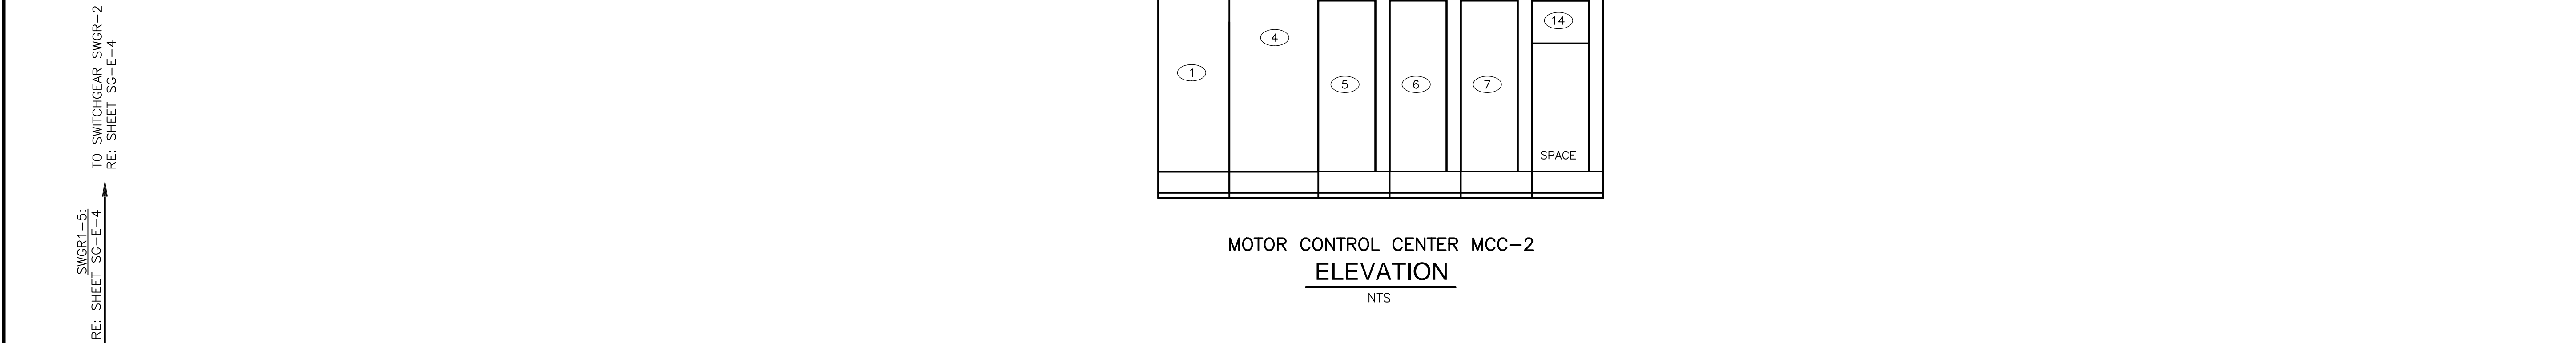 TO SWITCHGEAR SWGR-2
RE: SHEET SG-E-4
SWGR1-5:
RE: SHEET SG-E-4
14
4
1
5
6
7
SPACE
MOTOR CONTROL CENTER MCC-2
ELEVATION
NTS